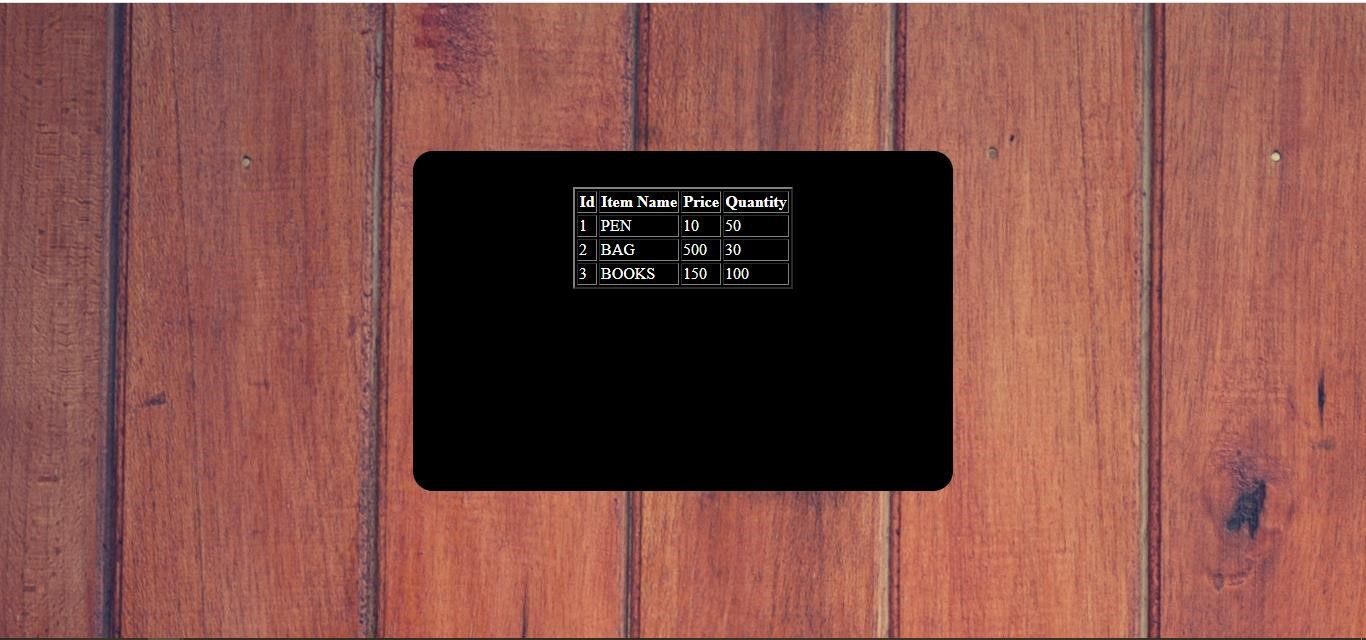 Id Item Name Price Quantity
1 PEN 10 50
2 BAG 500 30
3 BOOKS 150 100